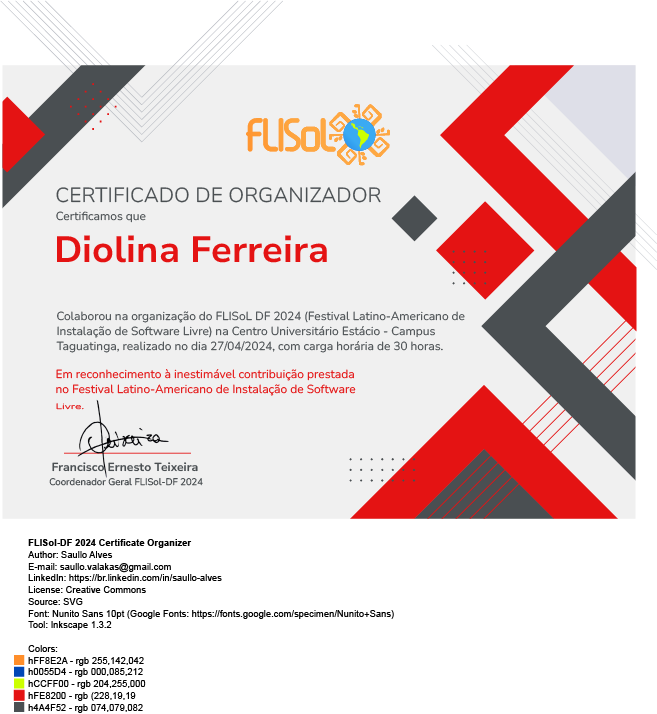 FLISoL
CERTIFICADO DE ORGANIZADOR
Certificamos que
Diolina Ferreira
Colaborou na organização do FLISoL DF 2024 (Festival Latino-Americano de
Instalação de Software Livre) na Centro Universitário Estácio - Campus
Taguatinga, realizado no dia 27/04/2024, com carga horária de 30 horas.
Em reconhecimento à inestimável contribuição prestada
no Festival Latino-Americano de Instalação de Software
Livre.
Teixeira
Francisco Ernesto Teixeira
Coordenador Geral FLISol-DF 2024
FLISol-DF 2024 Certificate Organizer
Author: Saullo Alves
E-mail: saullo.valakas@gmail.com
LinkedIn: https://br.linkedin.com/in/saullo-alves
License: Creative Commons
Source: SVG
Font: Nunito Sans 10pt (Google Fonts: https://fonts.google.com/specimen/Nunito+Sans)
Tool: Inkscape 1.3.2
Colors:
hFF8E2A - rgb 255,142,042
h0055D4 - rgb 000,085,212
hCCFF00 - rgb 204,255,000
hFE8200 - rgb (228,19,19
h4A4F52 - rgb 074,079,082